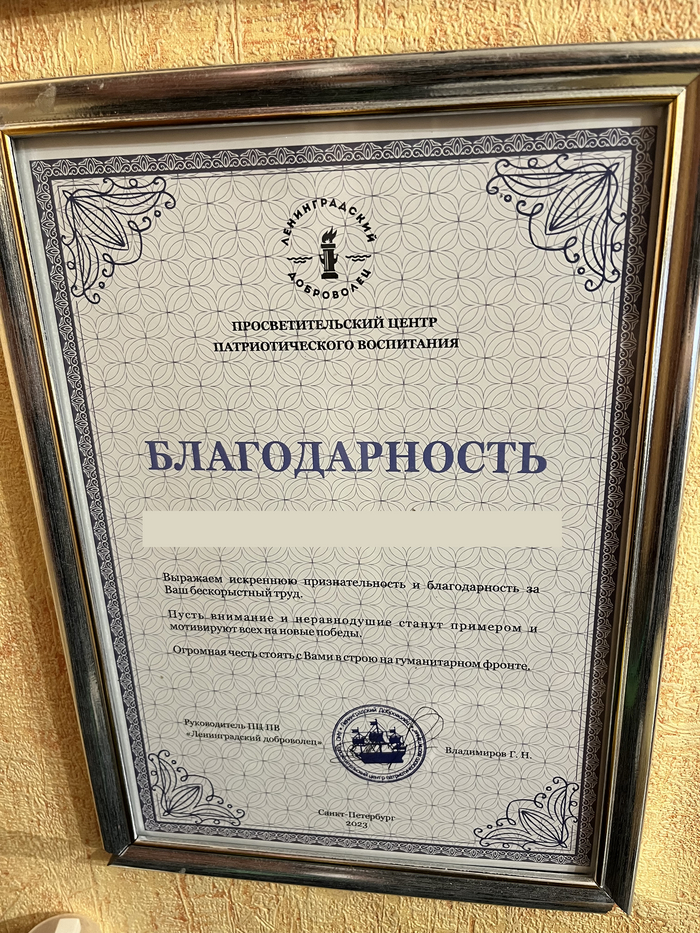 ЛЕНИНГРАДСКИЙ
ДОБРОВОЛЕЦ
ПРОСВЕТИТЕЛЬСКИЙ ЦЕНТР
ПАТРИОТИЧЕСКОГО ВОСПИТАНИЯ
БЛАГОДАРНОСТЬ
Выражаем искреннюю признательность и благодарность за
Ваш бескорыстный труд.
Пусть внимание и неравнодушие станут примером и
мотивируют всех на новые победы.
Огромная честь стоять с Вами в строю на гуманитарном фронте.
Руководитель ПЦ ПВ
«Ленинградский доброволец»
Владимиров Г. Н.
Санкт-Петербург
2023